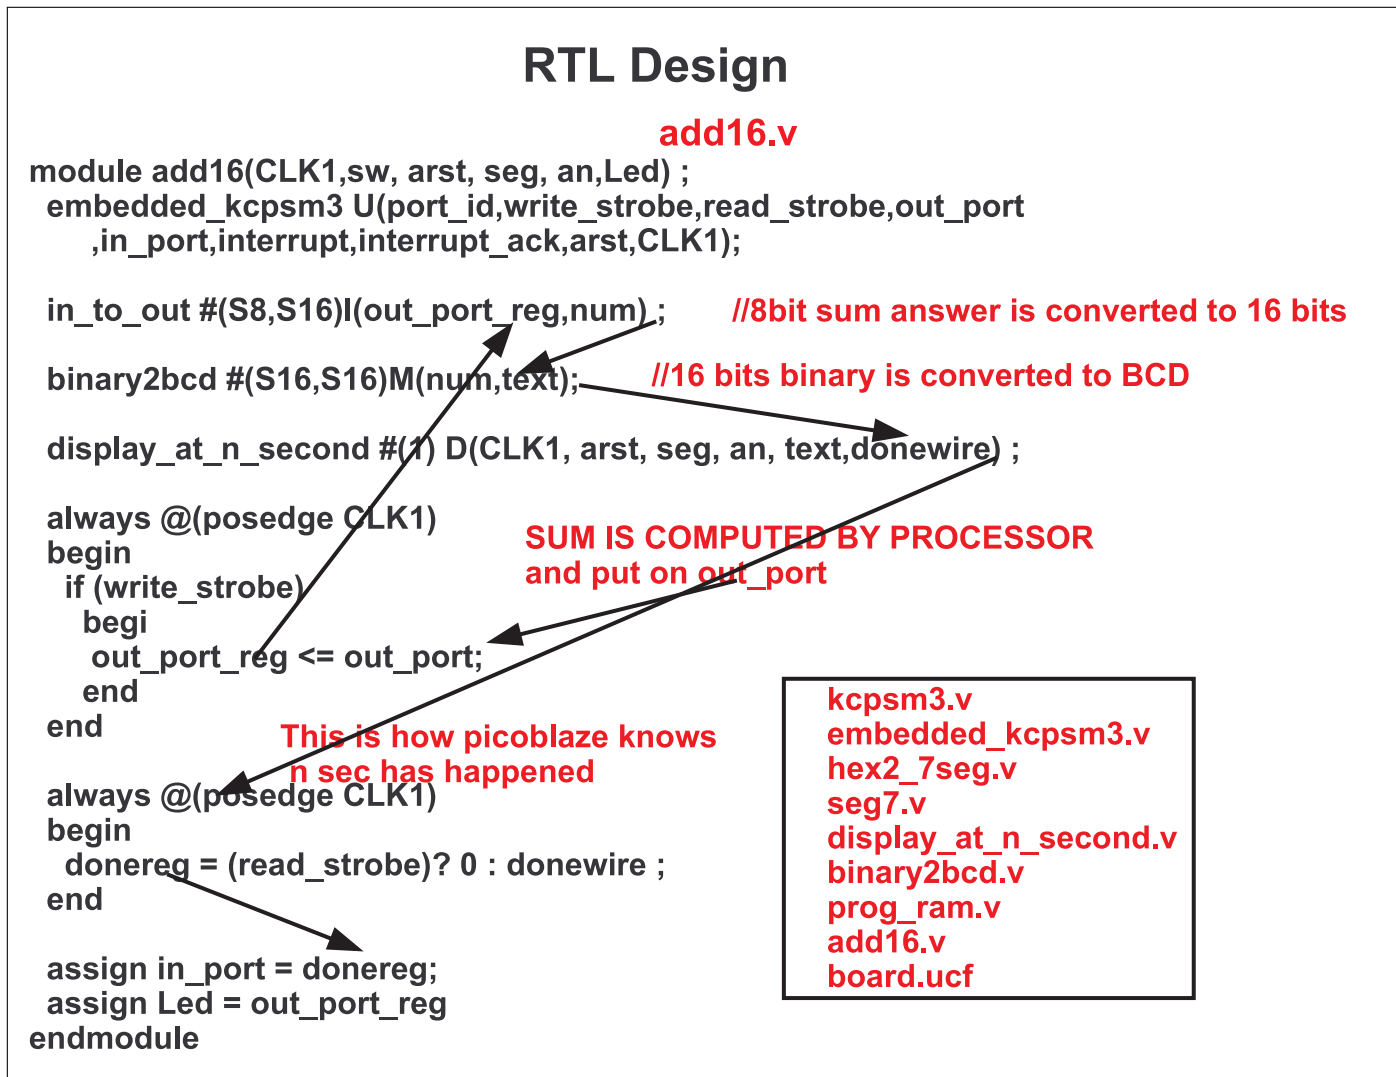 RTL Design
add16.v
module add16(CLK1,sw, arst, seg, an,Led) ;
embedded_kcpsm3 U(port_id,write_strobe,read_strobe,out_port
,in_port,interrupt,interrupt_ack,arst,CLK1);
in_to_out #(S8,S16)I(out_port_reg,num) ;
//8bit sum answer is converted to 16 bits
binary2bcd #(S16,S16)M(num,text);
//16 bits binary is converted to BCD
display_at_n_second #(1) D(CLK1, arst, seg, an, text,donewire) ;
always @(posedge CLK1)
begin
if (write_strobe)
begi
out_port_reg <= out_port;
end
end
SUM IS COMPUTED BY PROCESSOR
and put on out_port
This is how picoblaze knows
n sec has happened
always @(posedge CLK1)
begin
donereg = (read_strobe)? 0 : donewire ;
end
assign in_port = donereg;
assign Led = out_port_reg
endmodule
kcpsm3.v
embedded_kcpsm3.v
hex2_7seg.v
seg7.v
display_at_n_second.v
binary2bcd.v
prog_ram.v
add16.v
board.ucf